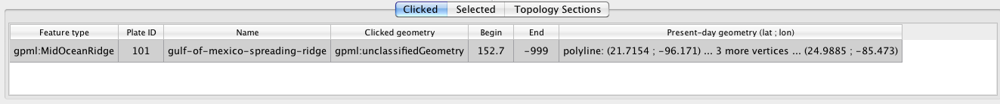 Clicked Selected Topology Sections
Feature type Plate ID Name Clicked geometry Begin End Present-day geometry (lat ; lon)
gpml:MidOceanRidge 101 gulf-of-mexico-spreading-ridge gpml:unclassifiedGeometry 152.7 -999 polyline: (21.7154 ; -96.171) ... 3 more vertices ... (24.9885 ; -85.473)